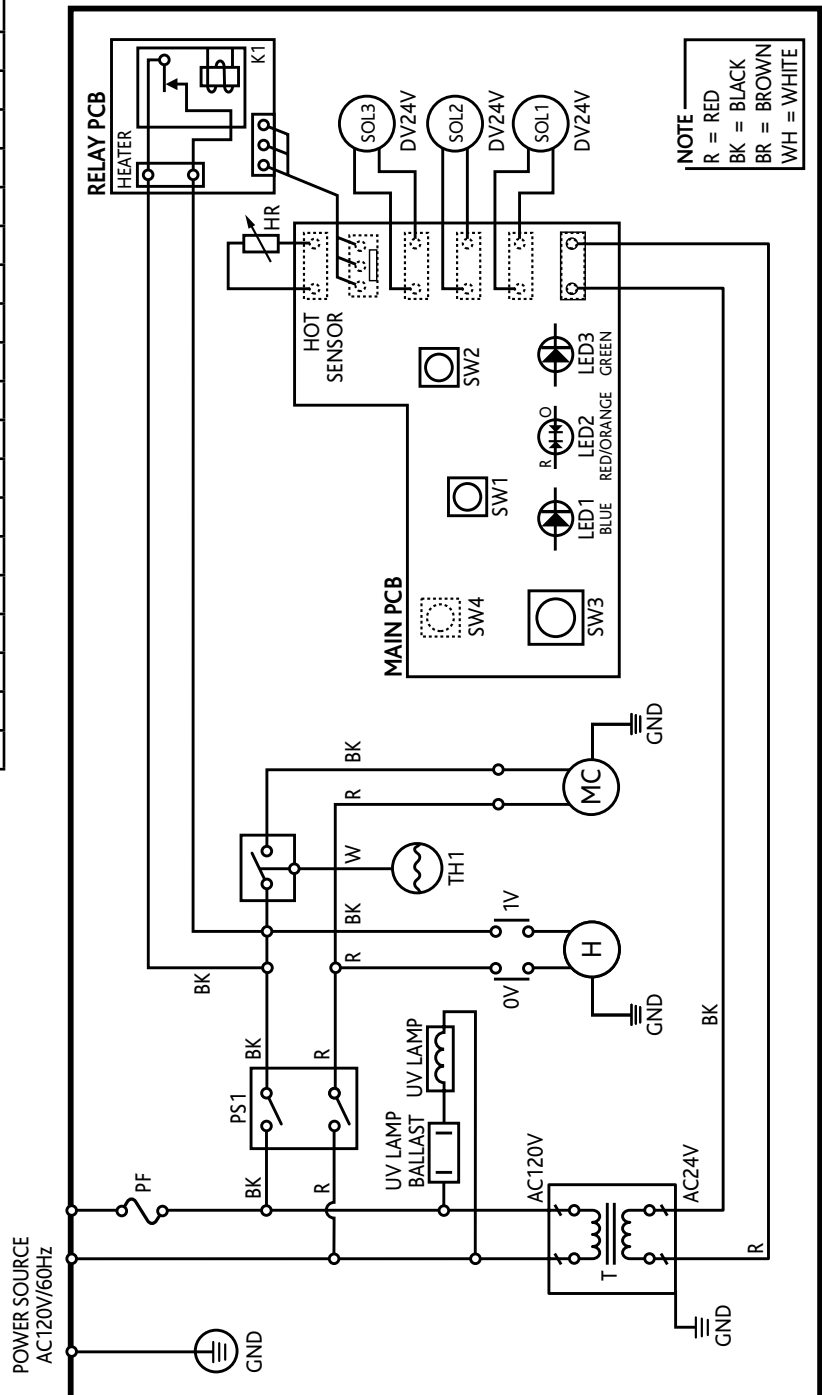 POWER SOURCE
AC120V/60Hz
GND
PF
BK
R
PS1
BK
R
UV LAMP
BALLAST
UV LAMP
AC120V
T
AC24V
GND
R
BK
BK
BK
R
W
TH1
BK
R
0V
1V
H
GND
MC
GND
RELAY PCB
HEATER
K1
HR
HOT
SENSOR
MAIN PCB
SW4
SW3
SW1
SW2
LED1
BLUE
R O
LED2
RED/ORANGE
LED3
GREEN
SOL3
DV24V
SOL2
DV24V
SOL1
DV24V
NOTE
R = RED
BK = BLACK
BR = BROWN
WH = WHITE